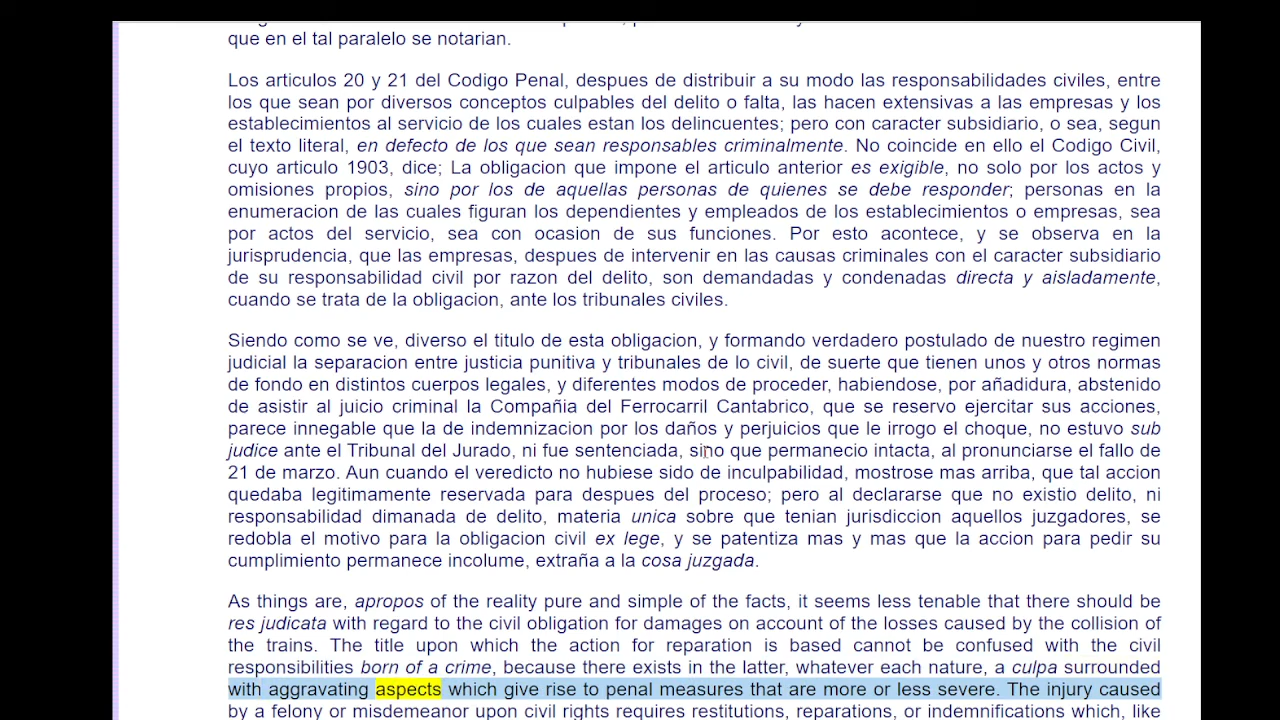 que en el tal paralelo se notarian.
Los articulos 20 y 21 del Codigo Penal, despues de distribuir a su modo las responsabilidades civiles, entre
los que sean por diversos conceptos culpables del delito o falta, las hacen extensivas a las empresas y los
establecimientos al servicio de los cuales estan los delincuentes; pero con caracter subsidiario, o sea, segun
el texto literal, en defecto de los que sean responsables criminalmente. No coincide en ello el Codigo Civil,
cuyo articulo 1903, dice; La obligacion que impone el articulo anterior es exigible, no solo por los actos y
omisiones propios, sino por los de aquellas personas de quienes se debe responder; personas en la
enumeracion de las cuales figuran los dependientes y empleados de los establecimientos o empresas, sea
por actos del servicio, sea con ocasion de sus funciones. Por esto acontece, y se observa en la
jurisprudencia, que las empresas, despues de intervenir en las causas criminales con el caracter subsidiario
de su responsabilidad civil por razon del delito, son demandadas y condenadas directa y aisladamente,
cuando se trata de la obligacion, ante los tribunales civiles.
Siendo como se ve, diverso el titulo de esta obligacion, y formando verdadero postulado de nuestro regimen
judicial la separacion entre justicia punitiva y tribunales de lo civil, de suerte que tienen unos y otros normas
de fondo en distintos cuerpos legales, y diferentes modos de proceder, habiendose, por añadidura, abstenido
de asistir al juicio criminal la Compañia del Ferrocarril Cantabrico, que se reservo ejercitar sus acciones,
parece innegable que la de indemnizacion por los daños y perjuicios que le irrogo el choque, no estuvo sub
judice ante el Tribunal del Jurado, ni fue sentenciada, sino que permanecio intacta, al pronunciarse el fallo de
21 de marzo. Aun cuando el veredicto no hubiese sido de inculpabilidad, mostrose mas arriba, que tal accion
quedaba legitimamente reservada para despues del proceso; pero al declararse que no existio delito, ni
responsabilidad dimanada de delito, materia unica sobre que tenian jurisdiccion aquellos juzgadores, se
redobla el motivo para la obligacion civil ex lege, y se patentiza mas y mas que la accion para pedir su
cumplimiento permanece incolume, extraña a la cosa juzgada.
As things are, apropos of the reality pure and simple of the facts, it seems less tenable that there should be
res judicata with regard to the civil obligation for damages on account of the losses caused by the collision of
the trains. The title upon which the action for reparation is based cannot be confused with the civil
responsibilities born of a crime, because there exists in the latter, whatever each nature, a culpa surrounded
with aggravating aspects which give rise to penal measures that are more or less severe. The injury caused
by a felony or misdemeanor upon civil rights requires restitutions, reparations, or indemnifications which, like